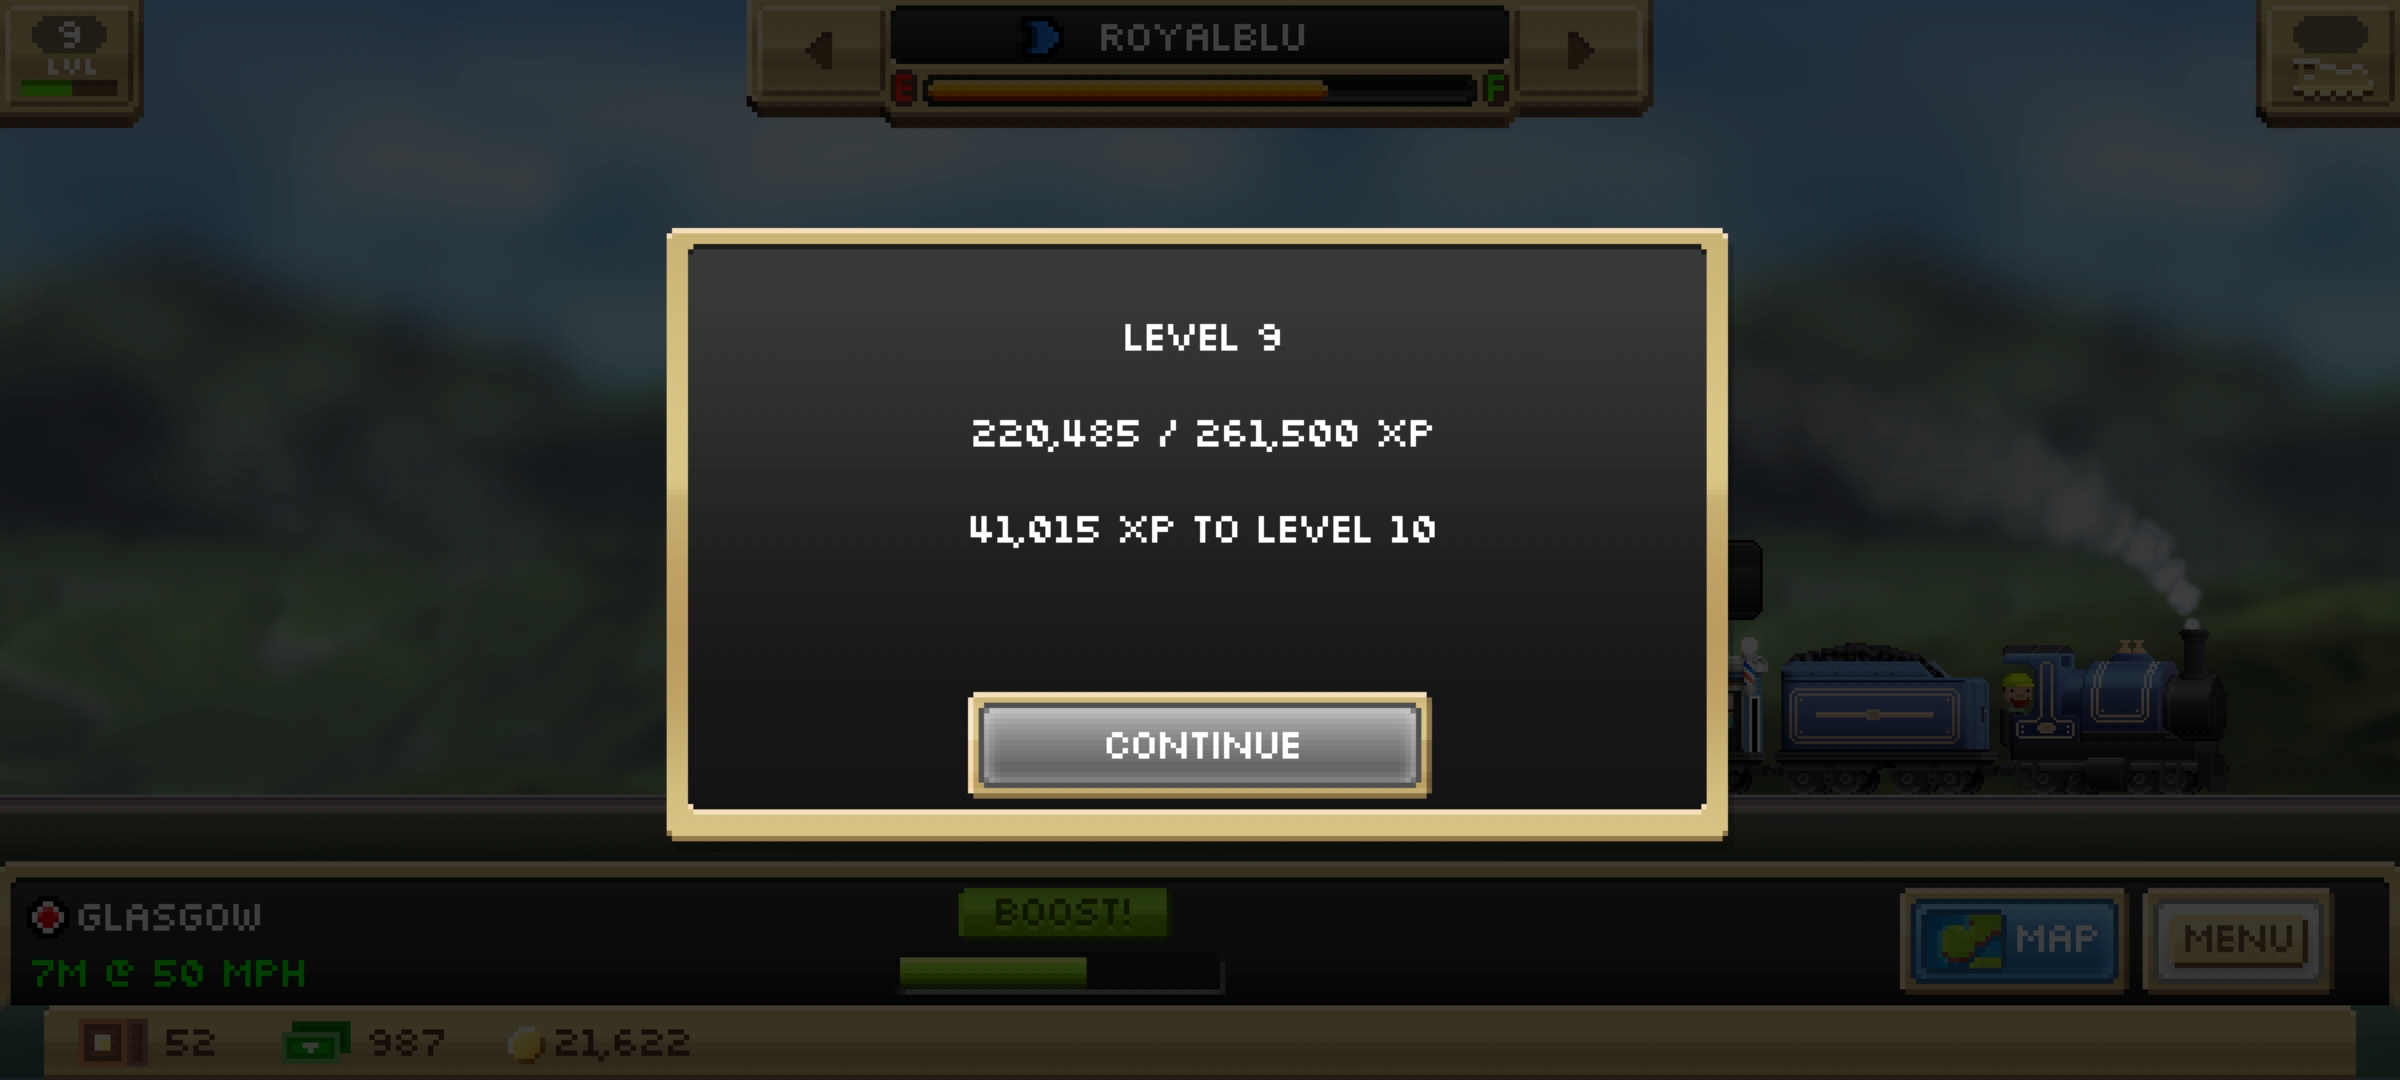 9
LVL
ROYALBLU
E F
LEVEL 9
220,485 / 261,500 XP
41,015 XP TO LEVEL 10
CONTINUE
GLASGOW
7M @ 50 MPH
BOOST!
MAP
MENU
52 987 21,622